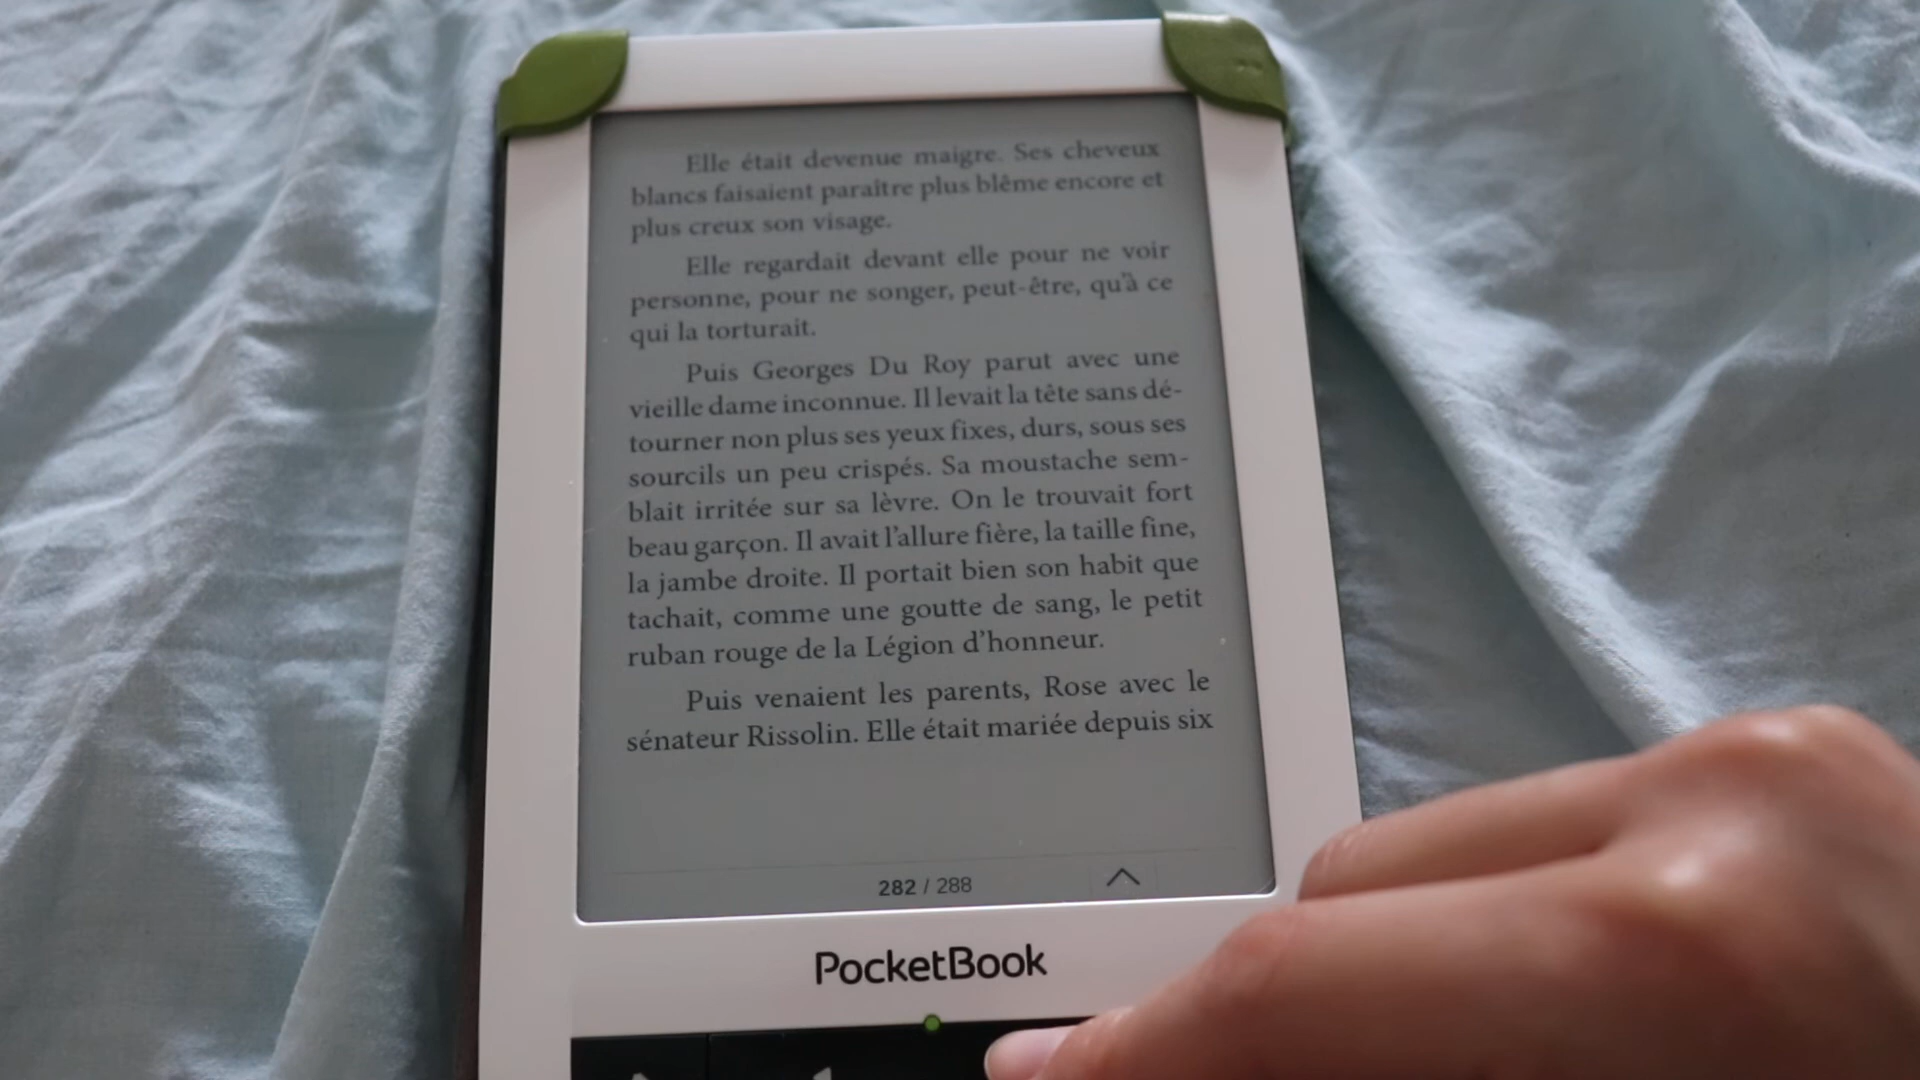 Elle était devenue maigre. Ses cheveux
blancs faisaient paraître plus blême encore et
plus creux son visage.
Elle regardait devant elle pour ne voir
personne, pour ne songer, peut-être, qu'à ce
qui la torturait.
Puis Georges Du Roy parut avec une
vieille dame inconnue. Il levait la tête sans dé-
tourner non plus ses yeux fixes, durs, sous ses
sourcils un peu crispés. Sa moustache sem-
blait irritée sur sa lèvre. On le trouvait fort
beau garçon. Il avait l'allure fière, la taille fine,
la jambe droite. Il portait bien son habit que
tachait, comme une goutte de sang, le petit
ruban rouge de la Légion d'honneur.
Puis venaient les parents, Rose avec le
sénateur Rissolin. Elle était mariée depuis six
282 / 288
PocketBook